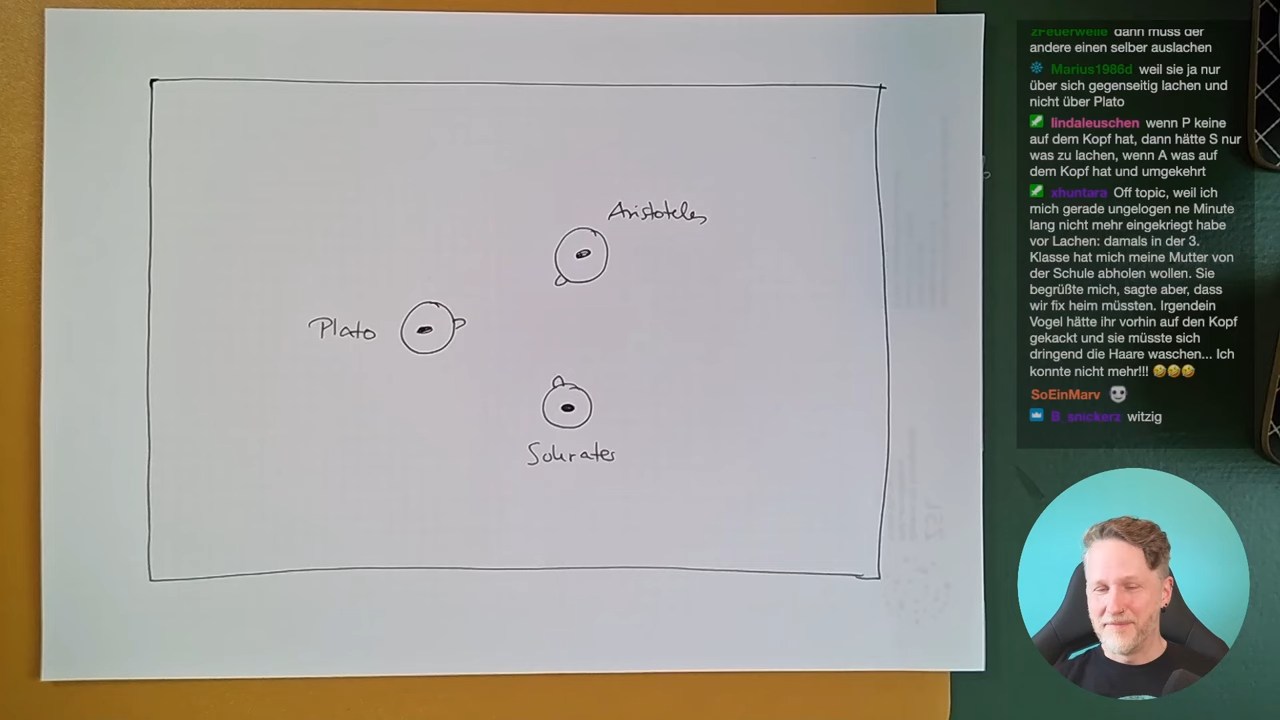 Aristoteles
Plato
Sokrates
zFeuerwelle dann muss der
andere einen selber auslachen
Marius1986d weil sie ja nur
über sich gegenseitig lachen und
nicht über Plato
lindaleuschen wenn P keine
auf dem Kopf hat, dann hätte S nur
was zu lachen, wenn A was auf
dem Kopf hat und umgekehrt
xhuntara Off topic, weil ich
mich gerade ungelogen ne Minute
lang nicht mehr eingekriegt habe
vor Lachen: damals in der 3.
Klasse hat mich meine Mutter von
der Schule abholen wollen. Sie
begrüßte mich, sagte aber, dass
wir fix heim müssten. Irgendein
Vogel hätte ihr vorhin auf den Kopf
gekackt und sie müsste sich
dringend die Haare waschen... Ich
konnte nicht mehr!!! 🤣🤣🤣
SoEinMarv
B_snickerz witzig